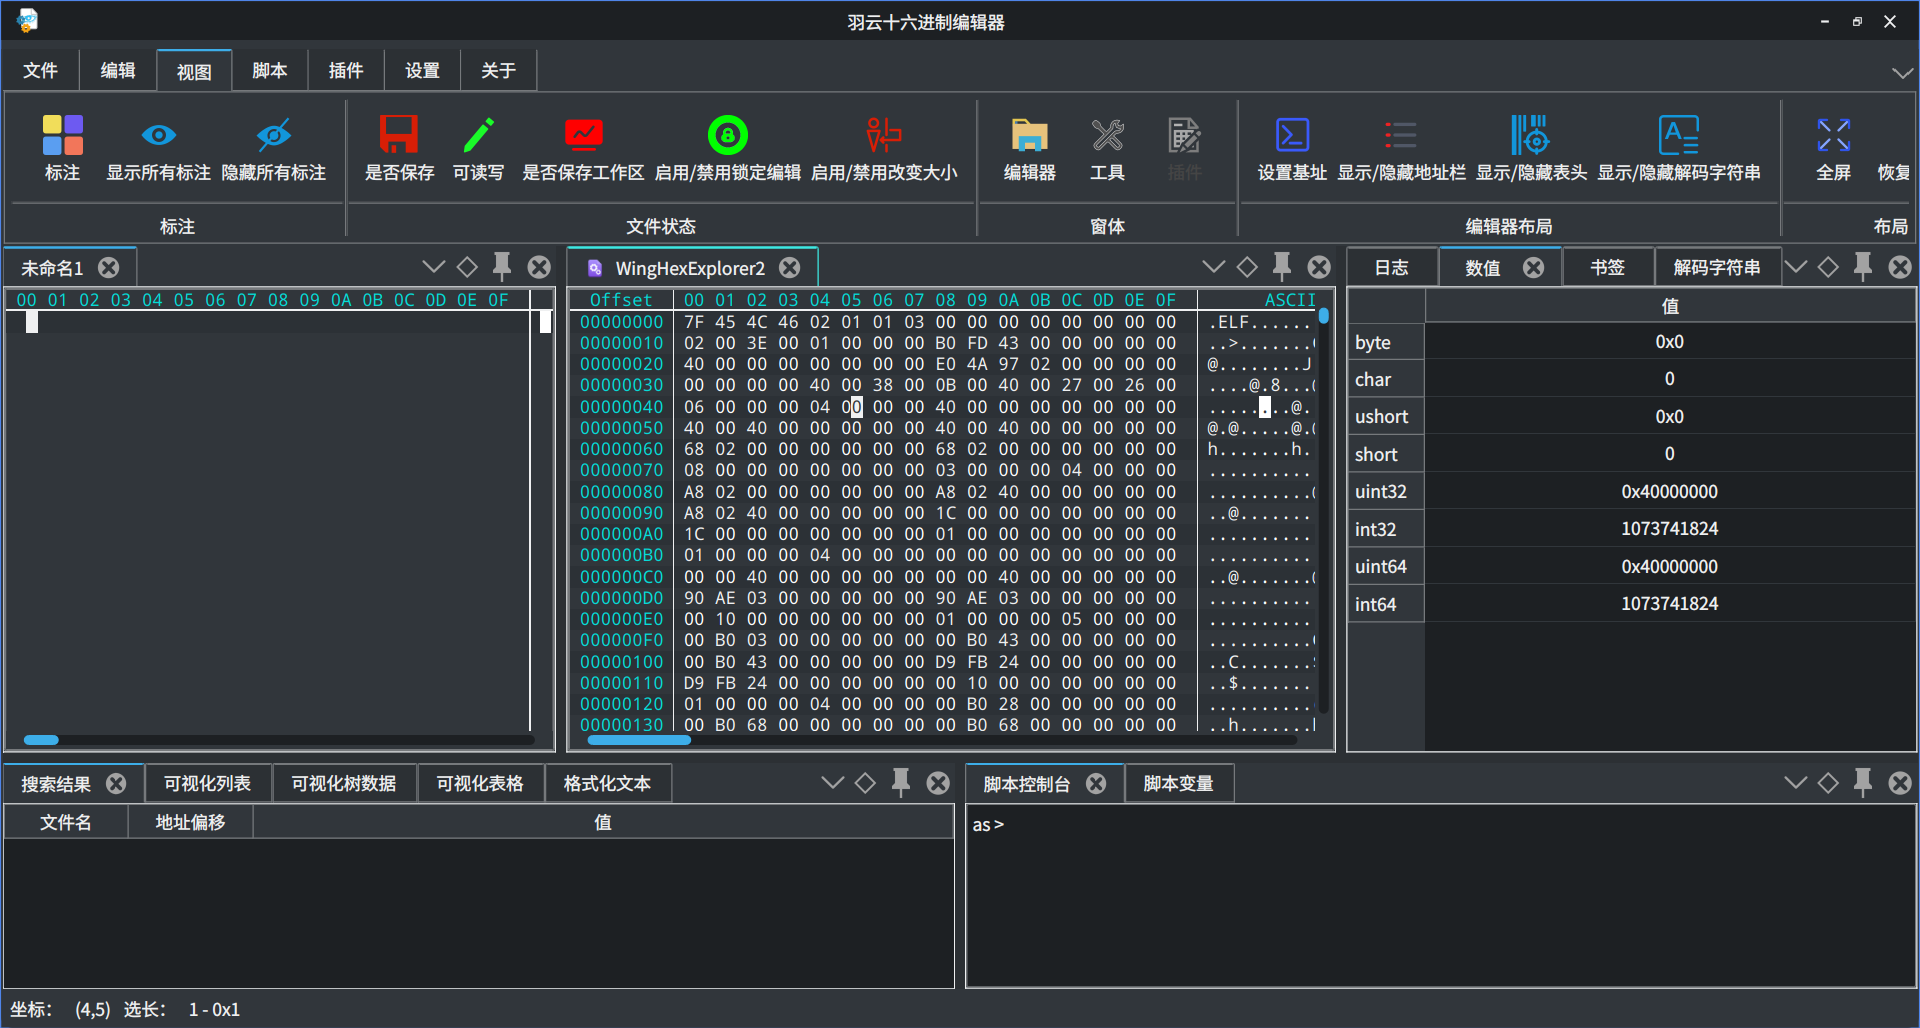 羽云十六进制编辑器
文件 编辑 视图 脚本 插件 设置 关于
标注 显示所有标注 隐藏所有标注 是否保存 可读写 是否保存工作区 启用/禁用锁定编辑 启用/禁用改变大小 编辑器 工具 插件 设置基址 显示/隐藏地址栏 显示/隐藏表头 显示/隐藏解码字符串 全屏 恢复
标注 文件状态 窗体 编辑器布局 布局
未命名1
00 01 02 03 04 05 06 07 08 09 0A 0B 0C 0D 0E 0F
WingHexExplorer2
Offset 00 01 02 03 04 05 06 07 08 09 0A 0B 0C 0D 0E 0F ASCII
00000000 7F 45 4C 46 02 01 01 03 00 00 00 00 00 00 00 00 .ELF......
00000010 02 00 3E 00 01 00 00 00 B0 FD 43 00 00 00 00 00 ..>.......
00000020 40 00 00 00 00 00 00 00 E0 4A 97 02 00 00 00 00 @........J
00000030 00 00 00 00 40 00 38 00 0B 00 40 00 27 00 26 00 ....@.8...
00000040 06 00 00 00 04 00 00 00 40 00 00 00 00 00 00 00 ........@.
00000050 40 00 40 00 00 00 00 00 40 00 40 00 00 00 00 00 @.@.....@.
00000060 68 02 00 00 00 00 00 00 68 02 00 00 00 00 00 00 h.......h.
00000070 08 00 00 00 00 00 00 00 03 00 00 00 04 00 00 00 ..........
00000080 A8 02 00 00 00 00 00 00 A8 02 40 00 00 00 00 00 ..........
00000090 A8 02 40 00 00 00 00 00 1C 00 00 00 00 00 00 00 ..@.......
000000A0 1C 00 00 00 00 00 00 00 01 00 00 00 00 00 00 00 ..........
000000B0 01 00 00 00 04 00 00 00 00 00 00 00 00 00 00 00 ..........
000000C0 00 00 40 00 00 00 00 00 00 00 40 00 00 00 00 00 ..@.......
000000D0 90 AE 03 00 00 00 00 00 90 AE 03 00 00 00 00 00 ..........
000000E0 00 10 00 00 00 00 00 00 01 00 00 00 05 00 00 00 ..........
000000F0 00 B0 03 00 00 00 00 00 00 B0 43 00 00 00 00 00 ..........
00000100 00 B0 43 00 00 00 00 00 D9 FB 24 00 00 00 00 00 ..C.......
00000110 D9 FB 24 00 00 00 00 00 00 10 00 00 00 00 00 00 ..$.......
00000120 01 00 00 00 04 00 00 00 00 B0 28 00 00 00 00 00 ..........
00000130 00 B0 68 00 00 00 00 00 00 B0 68 00 00 00 00 00 ..h.......
日志 数值 书签 解码字符串
值
byte 0x0
char 0
ushort 0x0
short 0
uint32 0x40000000
int32 1073741824
uint64 0x40000000
int64 1073741824
搜索结果 可视化列表 可视化树数据 可视化表格 格式化文本
文件名 地址偏移 值
脚本控制台 脚本变量
as >
坐标： (4,5) 选长： 1 - 0x1